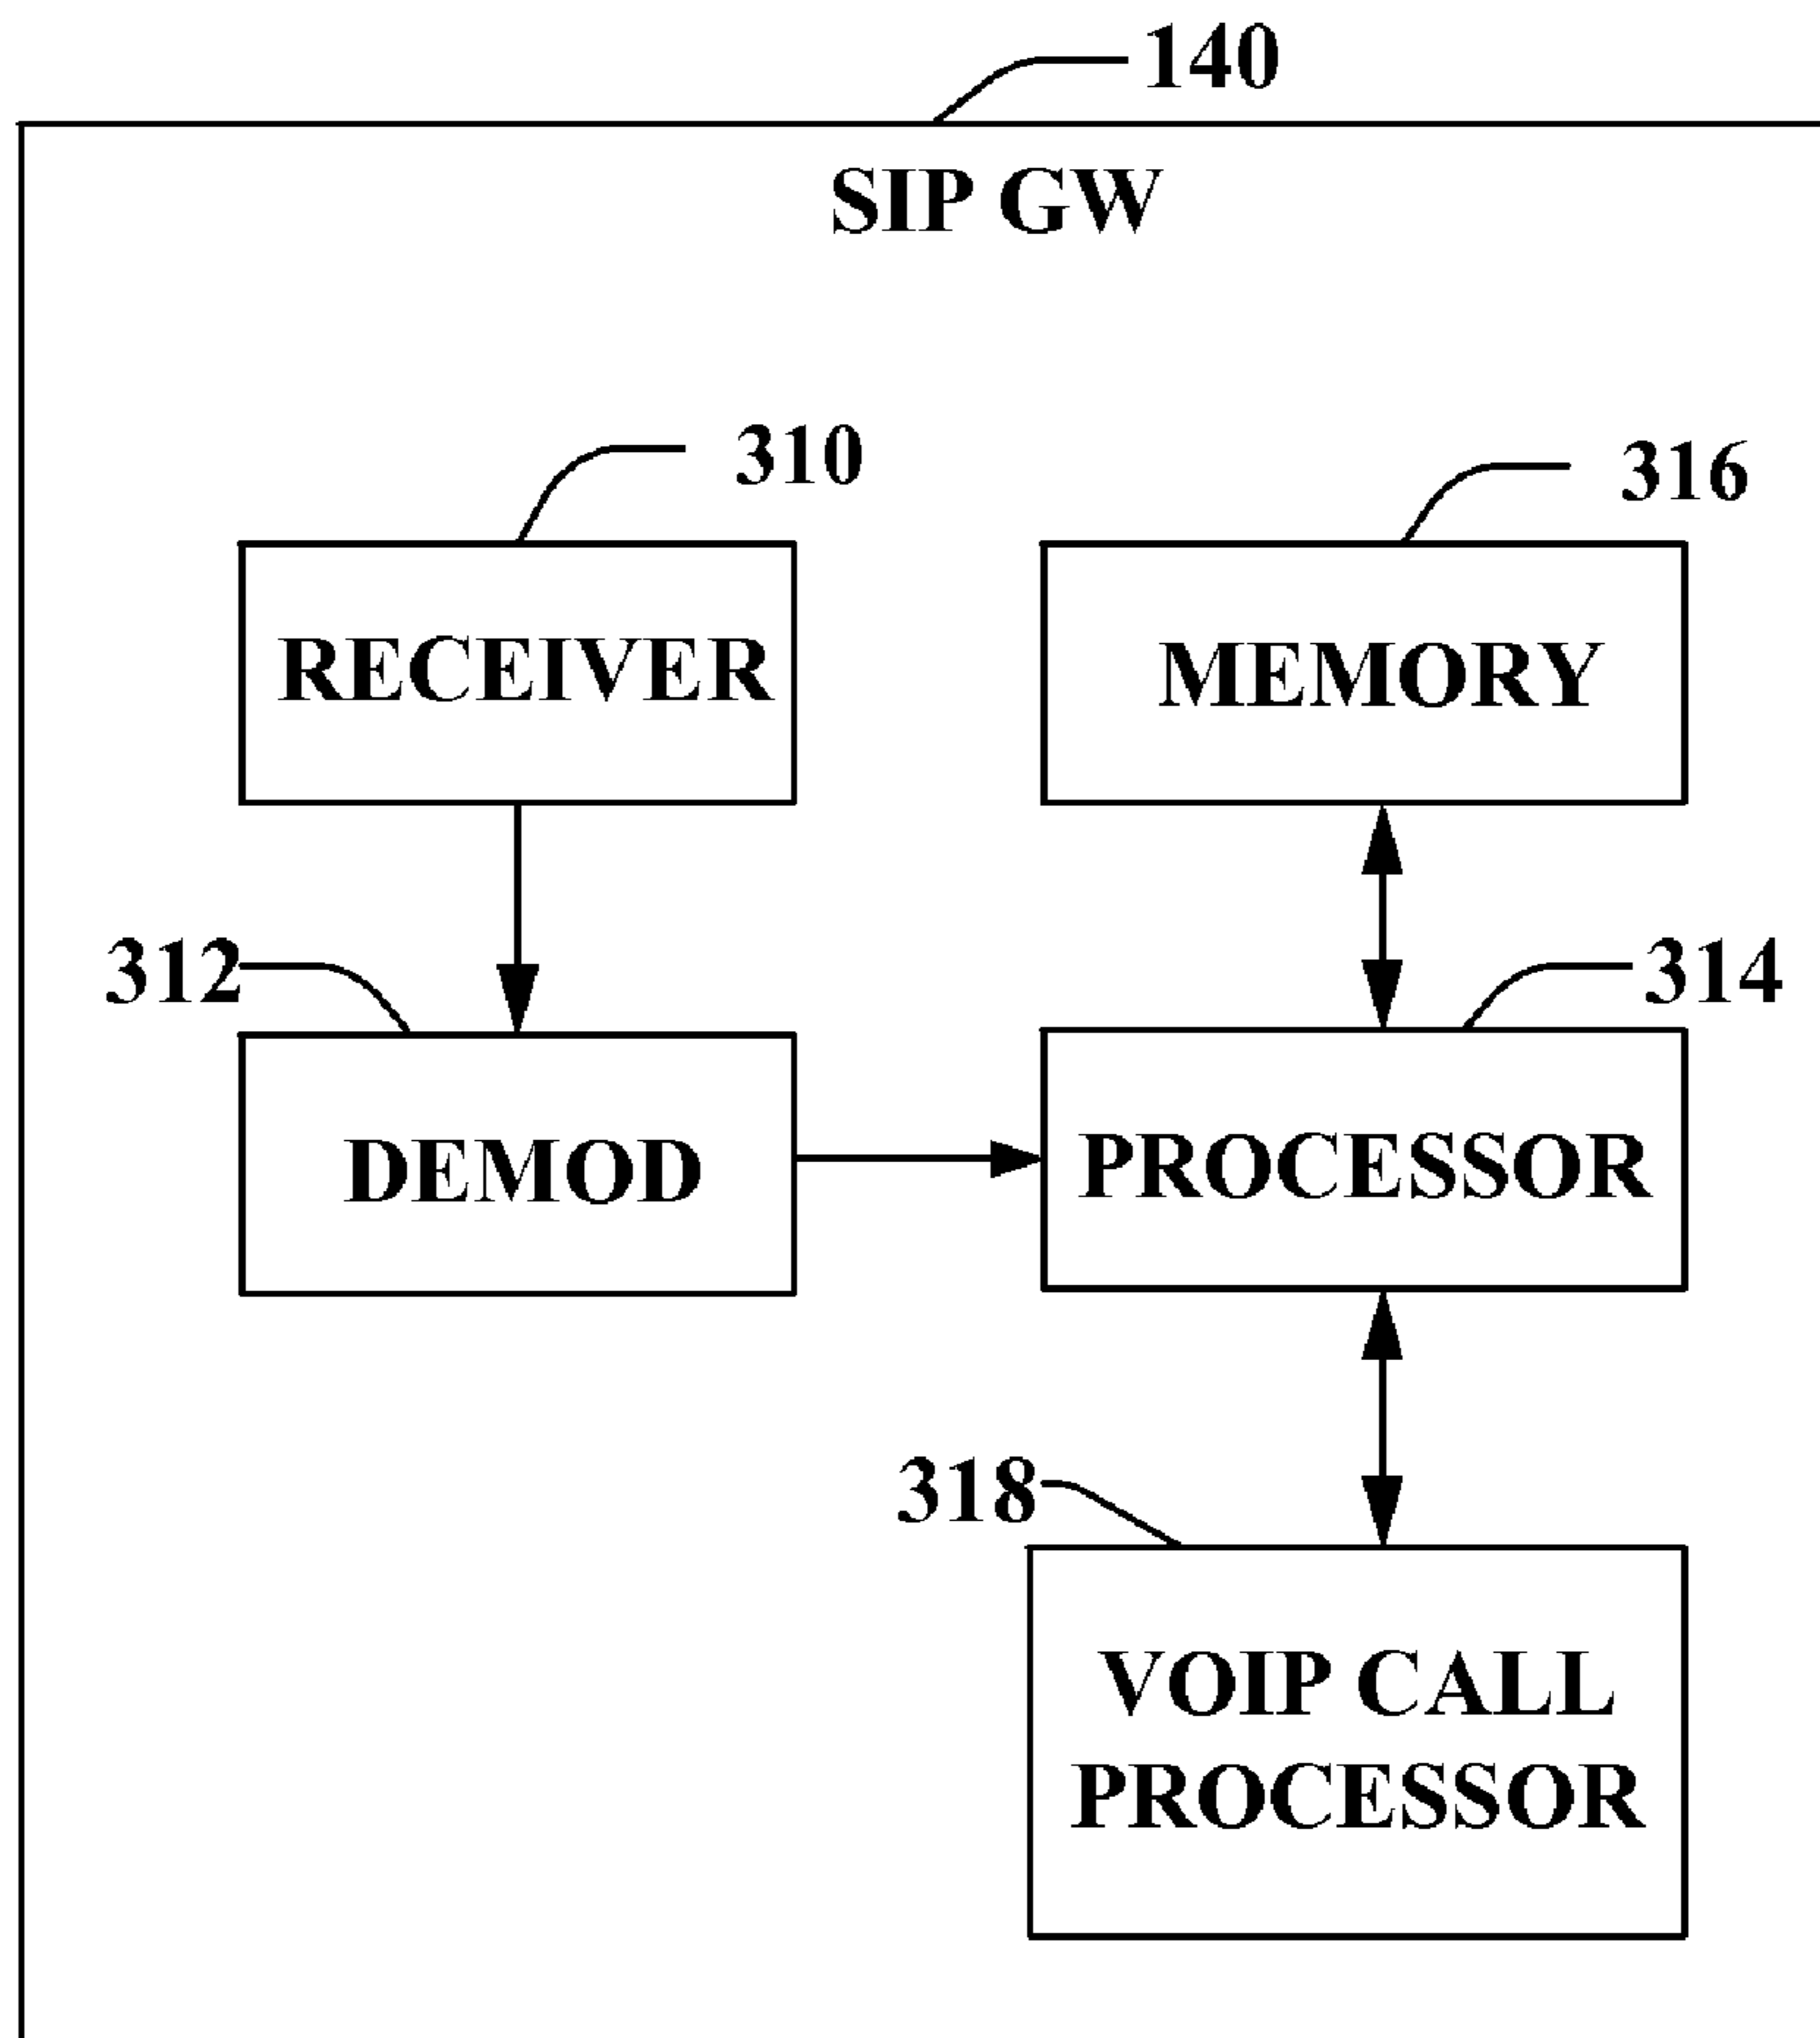 140
SIP GW
310
316
RECEIVER
MEMORY
312
314
DEMOD
PROCESSOR
318
VOIP CALL
PROCESSOR